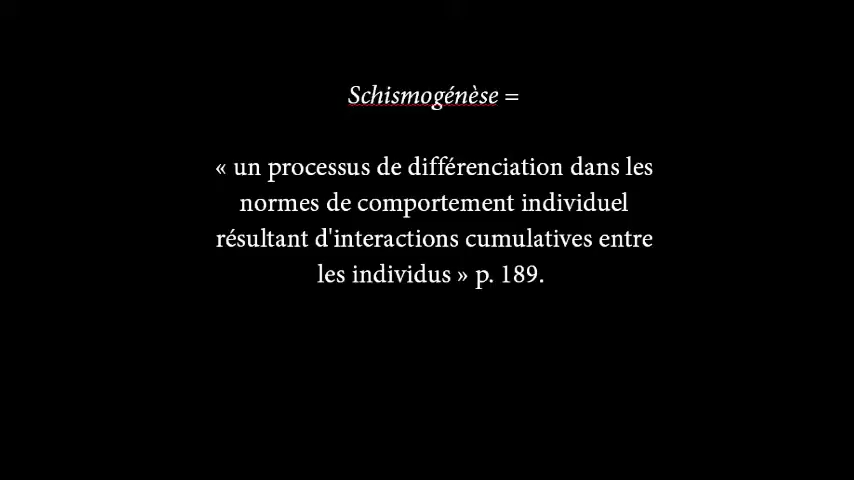 Schismogénèse =
« un processus de différenciation dans les
normes de comportement individuel
résultant d'interactions cumulatives entre
les individus » p. 189.